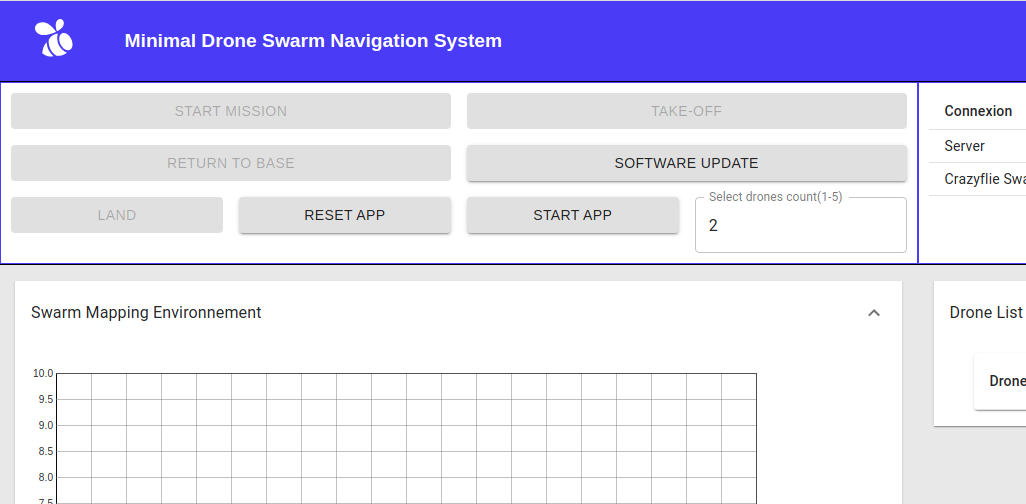 Minimal Drone Swarm Navigation System
START MISSION
TAKE-OFF
RETURN TO BASE
SOFTWARE UPDATE
LAND
RESET APP
START APP
Select drones count(1-5)
2
Connexion
Server
Crazyflie Swa
Swarm Mapping Environnement
Drone List
Drone
10.0
9.5
9.0
8.5
8.0
7.5